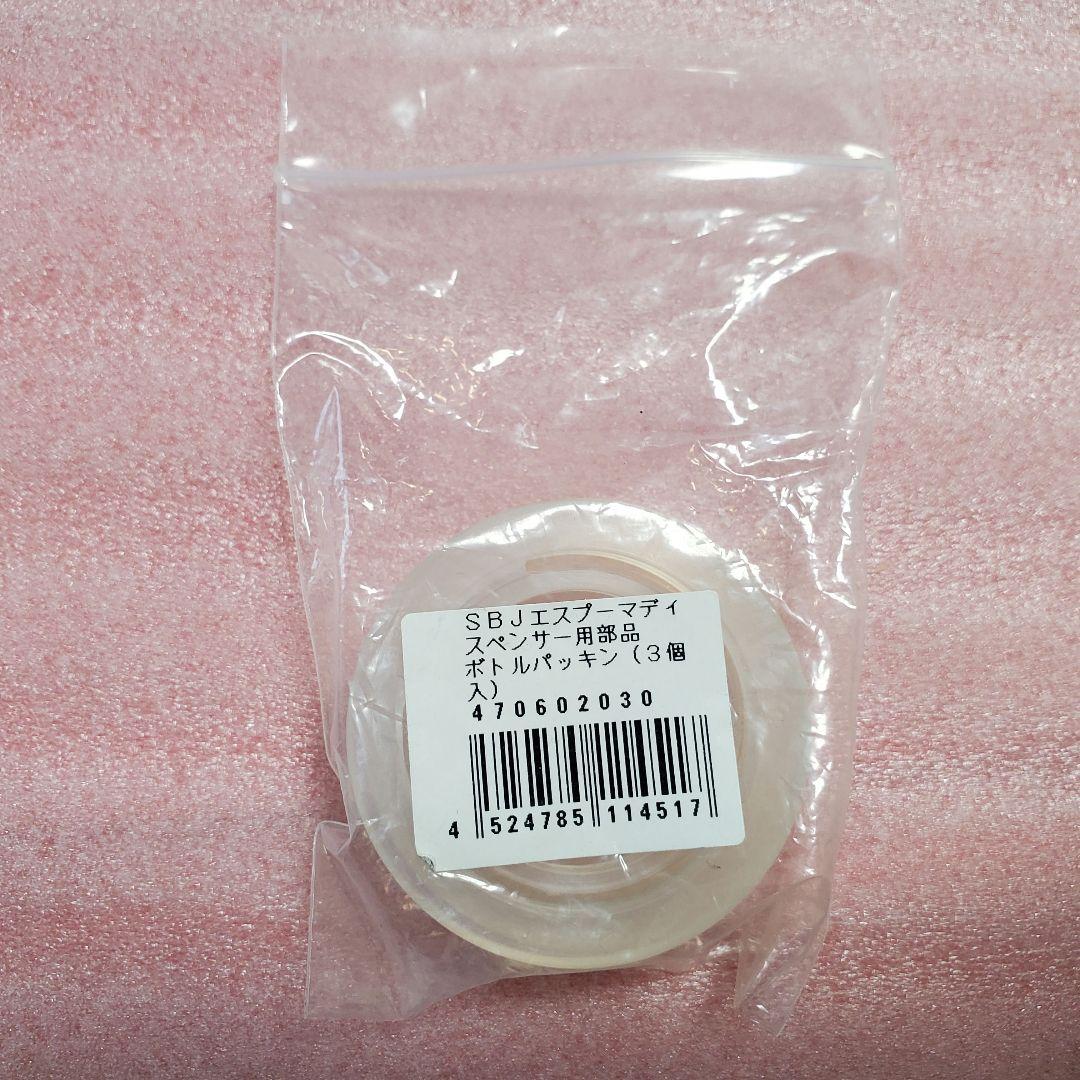 ＳＢＪエスプーマディ
スペンサー用部品
ボトルパッキン（３個
入）
470602030
4 524785 114517